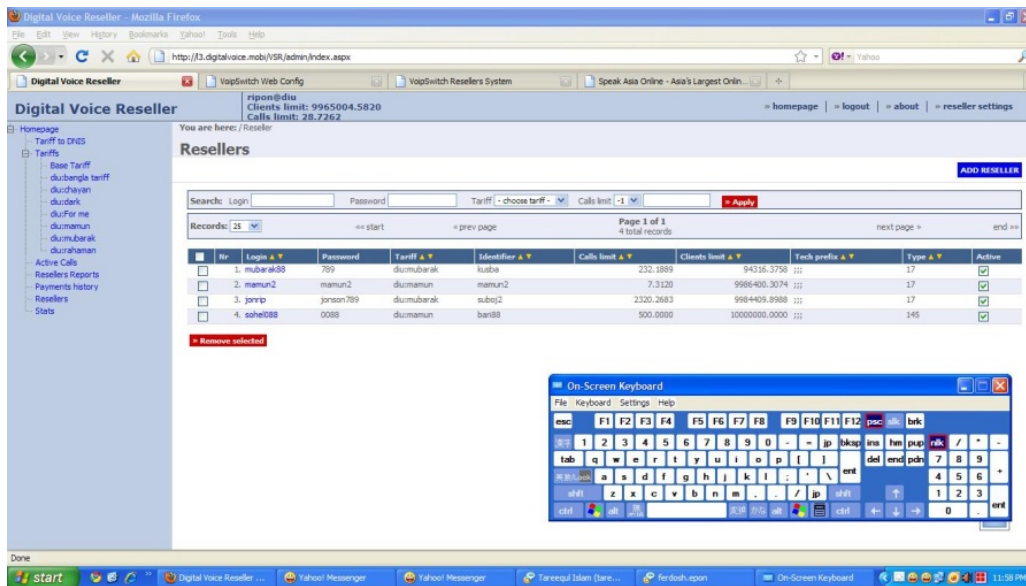 Digital Voice Reseller - Mozilla Firefox
File Edit View History Bookmarks Yahoo! Tools Help
http://l3.digitalvoice.mobi/VSR/admin/index.aspx
Yahoo
Digital Voice Reseller VoipSwitch Web Config VoipSwitch Resellers System Speak Asia Online - Asia's Largest Onlin...
Digital Voice Reseller
ripon@diu
Clients limit: 9965004.5820
Calls limit: 28.7262
» homepage | » logout | » about | » reseller settings
You are here: / Reseller
Homepage
Tariff to DNIS
Tariffs
Base Tariff
diu:bangla tariff
diu:chayan
diu:dark
diu:For me
diu:mamun
diu:mubarak
diu:rahaman
Active Calls
Resellers Reports
Payments history
Resellers
Stats
Resellers
ADD RESELLER
Search: Login Password Tariff - choose tariff - Calls limit -1 » Apply
Records: 25 «« start « prev page Page 1 of 1 next page » end »»
4 total records
Nr Login Password Tariff Identifier Calls limit Clients limit Tech prefix Type Active
1. mubarak88 789 diu:mubarak kusba 232.1889 94316.3758 ;;; 17
2. mamun2 mamun2 diu:mamun mamun2 7.3120 9986400.3074 ;;; 17
3. jonrip jonson789 diu:mubarak suboj2 2320.2683 9984409.8988 ;;; 17
4. sohel088 0088 diu:mamun bari88 500.0000 10000000.0000 ;;; 145
» Remove selected
On-Screen Keyboard
File Keyboard Settings Help
esc F1 F2 F3 F4 F5 F6 F7 F8 F9 F10 F11 F12 psc slk brk
1 2 3 4 5 6 7 8 9 0 - = jp bksp ins hm pup nlk / * -
tab q w e r t y u i o p [ ] del end pdn 7 8 9 +
a s d f g h j k l ; ' \ ent 4 5 6
shft z x c v b n m , . / jp shft ↑ 1 2 3 ent
ctrl alt alt ctrl ← ↓ → 0 .
Done
start Digital Voice Reseller ... Yahoo! Messenger Yahoo! Messenger Tareequl Islam (tare... ferdosh.epon On-Screen Keyboard 11:58 PM